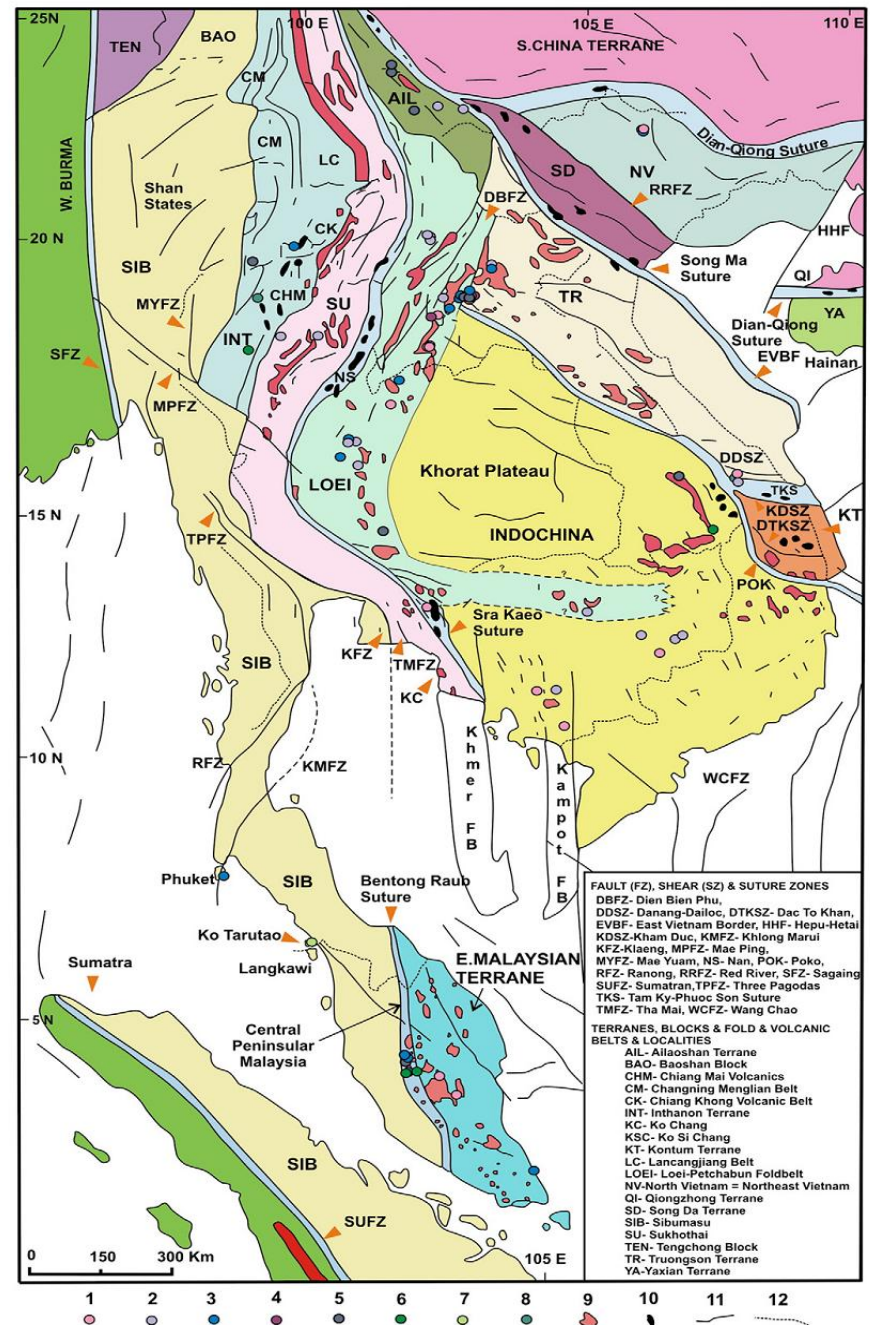 25N
100 E
105 E
110 E
TEN
BAO
S.CHINA TERRANE
CM
AIL
W. BURMA
CM
LC
Dian-Qiong Suture
Shan
States
SD
NV
RRFZ
DBFZ
CK
HHF
20 N
SIB
Song Ma
Suture
QI
CHM
SU
TR
MYFZ
YA
INT
Dian-Qiong
Suture
SFZ
EVBF
Hainan
NS
MPFZ
DDSZ
Khorat Plateau
LOEI
TKS
KDSZ
KT
15N
DTKSZ
INDOCHINA
TPFZ
?
POK
?
?
?
Sra Kaeo
Suture
KFZ
SIB
TMFZ
KC
Khmer FB
10 N
RFZ
KMFZ
Kampot FB
WCFZ
Phuket
SIB
Bentong Raub
Suture
Ko Tarutao
Langkawi
E.MALAYSIAN
TERRANE
Sumatra
5N
Central
Peninsular
Malaysia
SIB
SUFZ
0 150 300 Km
105 E
FAULT (FZ), SHEAR (SZ) & SUTURE ZONES
DBFZ- Dien Bien Phu,
DDSZ- Danang-Dailoc, DTKSZ- Dac To Khan,
EVBF- East Vietnam Border, HHF- Hepu-Hetai
KDSZ-Kham Duc, KMFZ- Khlong Marui
KFZ-Klaeng, MPFZ- Mae Ping,
MYFZ- Mae Yuam, NS- Nan, POK- Poko,
RFZ- Ranong, RRFZ- Red River, SFZ- Sagaing
SUFZ- Sumatran,TPFZ- Three Pagodas
TKS- Tam Ky-Phuoc Son Suture
TMFZ- Tha Mai, WCFZ- Wang Chao
TERRANES, BLOCKS & FOLD & VOLCANIC
BELTS & LOCALITIES
AIL- Ailaoshan Terrane
BAO- Baoshan Block
CHM- Chiang Mai Volcanics
CM- Changning Menglian Belt
CK- Chiang Khong Volcanic Belt
INT- Inthanon Terrane
KC- Ko Chang
KSC- Ko Si Chang
KT- Kontum Terrane
LC- Lancangjiang Belt
LOEI- Loei-Petchabun Foldbelt
NV-North Vietnam = Northeast Vietnam
QI- Qiongzhong Terrane
SD- Song Da Terrane
SIB- Sibumasu
SU- Sukhothai
TEN- Tengchong Block
TR- Truongson Terrane
YA-Yaxian Terrane
1 2 3 4 5 6 7 8 9 10 11 12